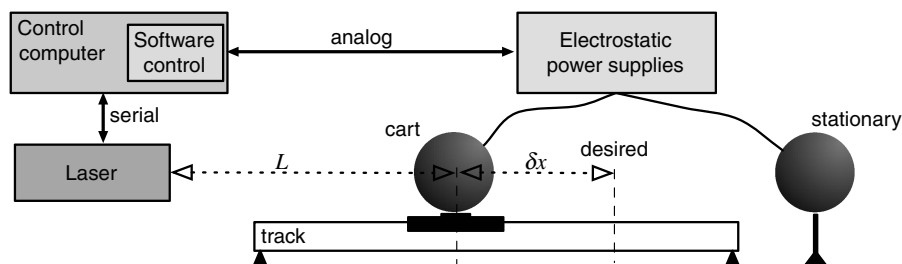 Control
computer
Software
control
analog
Electrostatic
power supplies
serial
cart
stationary
desired
Laser
L
δx
track